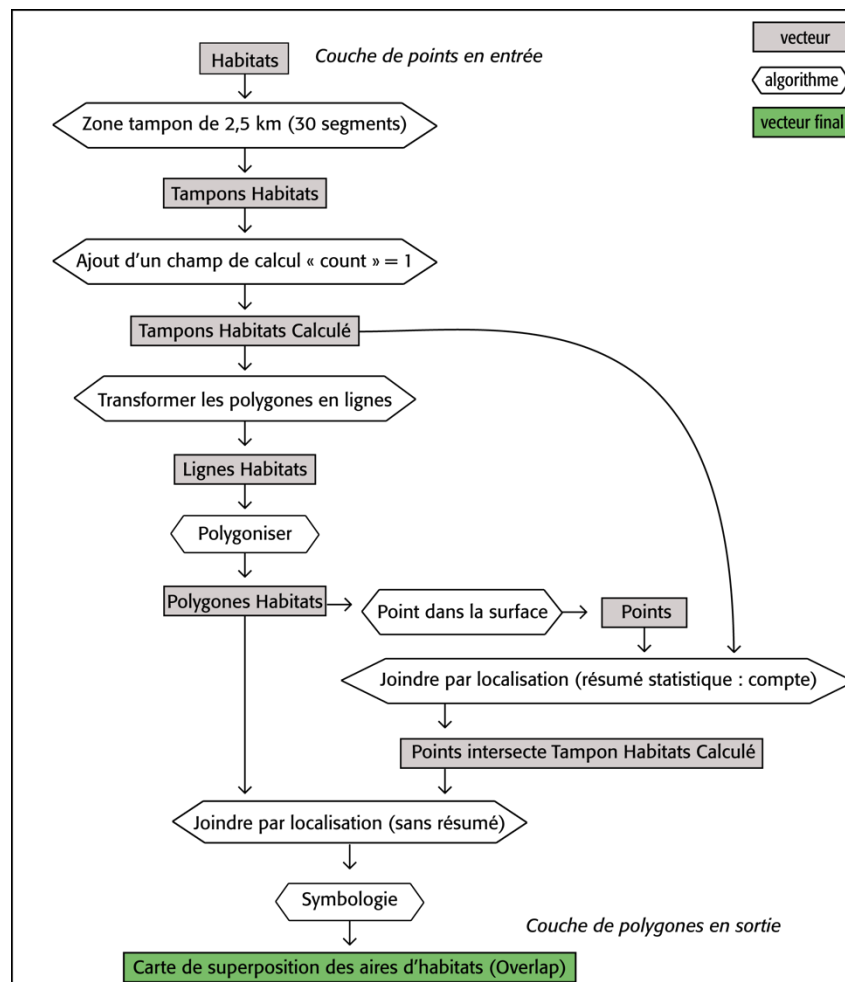 Habitats
Couche de points en entrée
vecteur
algorithme
vecteur final
Zone tampon de 2,5 km (30 segments)
Tampons Habitats
Ajout d'un champ de calcul « count » = 1
Tampons Habitats Calculé
Transformer les polygones en lignes
Lignes Habitats
Polygoniser
Polygones Habitats
Point dans la surface
Points
Joindre par localisation (résumé statistique : compte)
Points intersecte Tampon Habitats Calculé
Joindre par localisation (sans résumé)
Symbologie
Couche de polygones en sortie
Carte de superposition des aires d'habitats (Overlap)